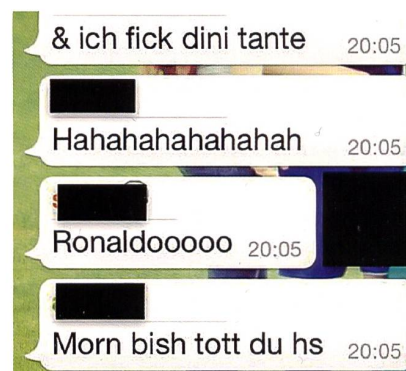 & ich fick dini tante 20:05
Hahahahahahahah 20:05
Ronaldooooo 20:05
Morn bish tott du hs 20:05